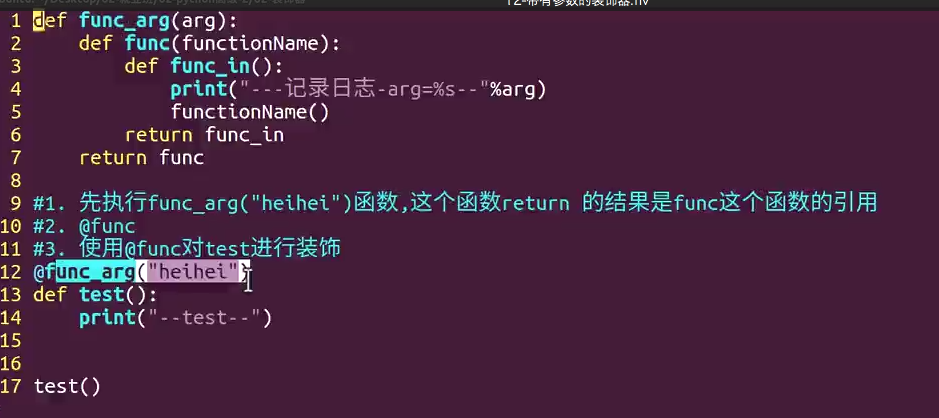 12-带有参数的装饰器.nv
1 def func_arg(arg):
2     def func(functionName):
3         def func_in():
4             print("---记录日志-arg=%s--"%arg)
5             functionName()
6         return func_in
7     return func
8
9 #1. 先执行func_arg("heihei")函数,这个函数return 的结果是func这个函数的引用
10 #2. @func
11 #3. 使用@func对test进行装饰
12 @func_arg("heihei")
13 def test():
14     print("--test--")
15
16
17 test()